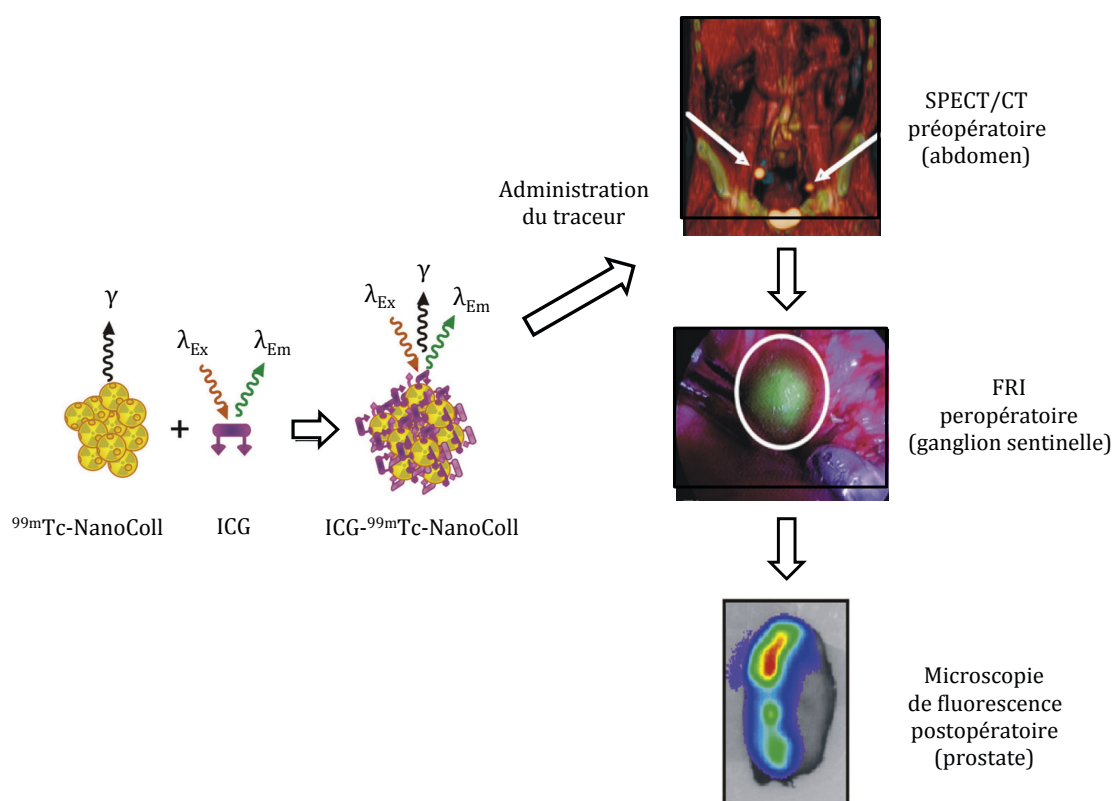 γ
λEx
λEm
+
99mTc-NanoColl
ICG
λEx
γ
λEm
ICG-99mTc-NanoColl
Administration
du traceur
SPECT/CT
préopératoire
(abdomen)
FRI
peropératoire
(ganglion sentinelle)
Microscopie
de fluorescence
postopératoire
(prostate)